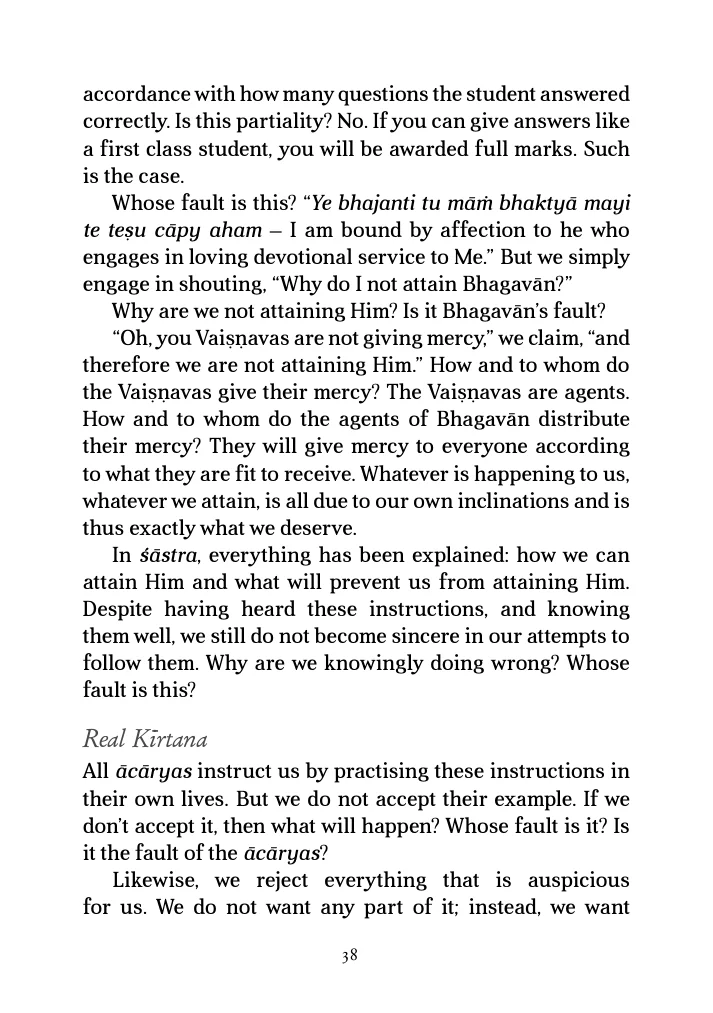 accordance with how many questions the student answered
correctly. Is this partiality? No. If you can give answers like
a first class student, you will be awarded full marks. Such
is the case.
Whose fault is this? “Ye bhajanti tu māṁ bhaktyā mayi
te teṣu cāpy aham – I am bound by affection to he who
engages in loving devotional service to Me.” But we simply
engage in shouting, “Why do I not attain Bhagavān?”
Why are we not attaining Him? Is it Bhagavān’s fault?
“Oh, you Vaiṣṇavas are not giving mercy,” we claim, “and
therefore we are not attaining Him.” How and to whom do
the Vaiṣṇavas give their mercy? The Vaiṣṇavas are agents.
How and to whom do the agents of Bhagavān distribute
their mercy? They will give mercy to everyone according
to what they are fit to receive. Whatever is happening to us,
whatever we attain, is all due to our own inclinations and is
thus exactly what we deserve.
In śāstra, everything has been explained: how we can
attain Him and what will prevent us from attaining Him.
Despite having heard these instructions, and knowing
them well, we still do not become sincere in our attempts to
follow them. Why are we knowingly doing wrong? Whose
fault is this?
Real Kīrtana
All ācāryas instruct us by practising these instructions in
their own lives. But we do not accept their example. If we
don’t accept it, then what will happen? Whose fault is it? Is
it the fault of the ācāryas?
Likewise, we reject everything that is auspicious
for us. We do not want any part of it; instead, we want
38